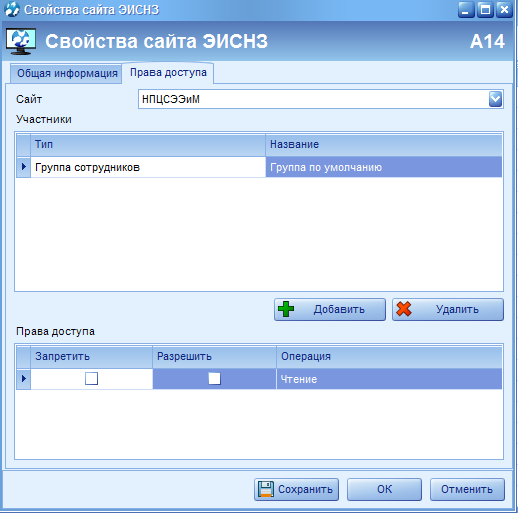 Свойства сайта ЭИСНЗ
Свойства сайта ЭИСНЗ A14
Общая информация Права доступа
Сайт НПЦСЭЭиМ
Участники
Тип Название
Группа сотрудников Группа по умолчанию
Добавить Удалить
Права доступа
Запретить Разрешить Операция
Чтение
Сохранить ОК Отменить